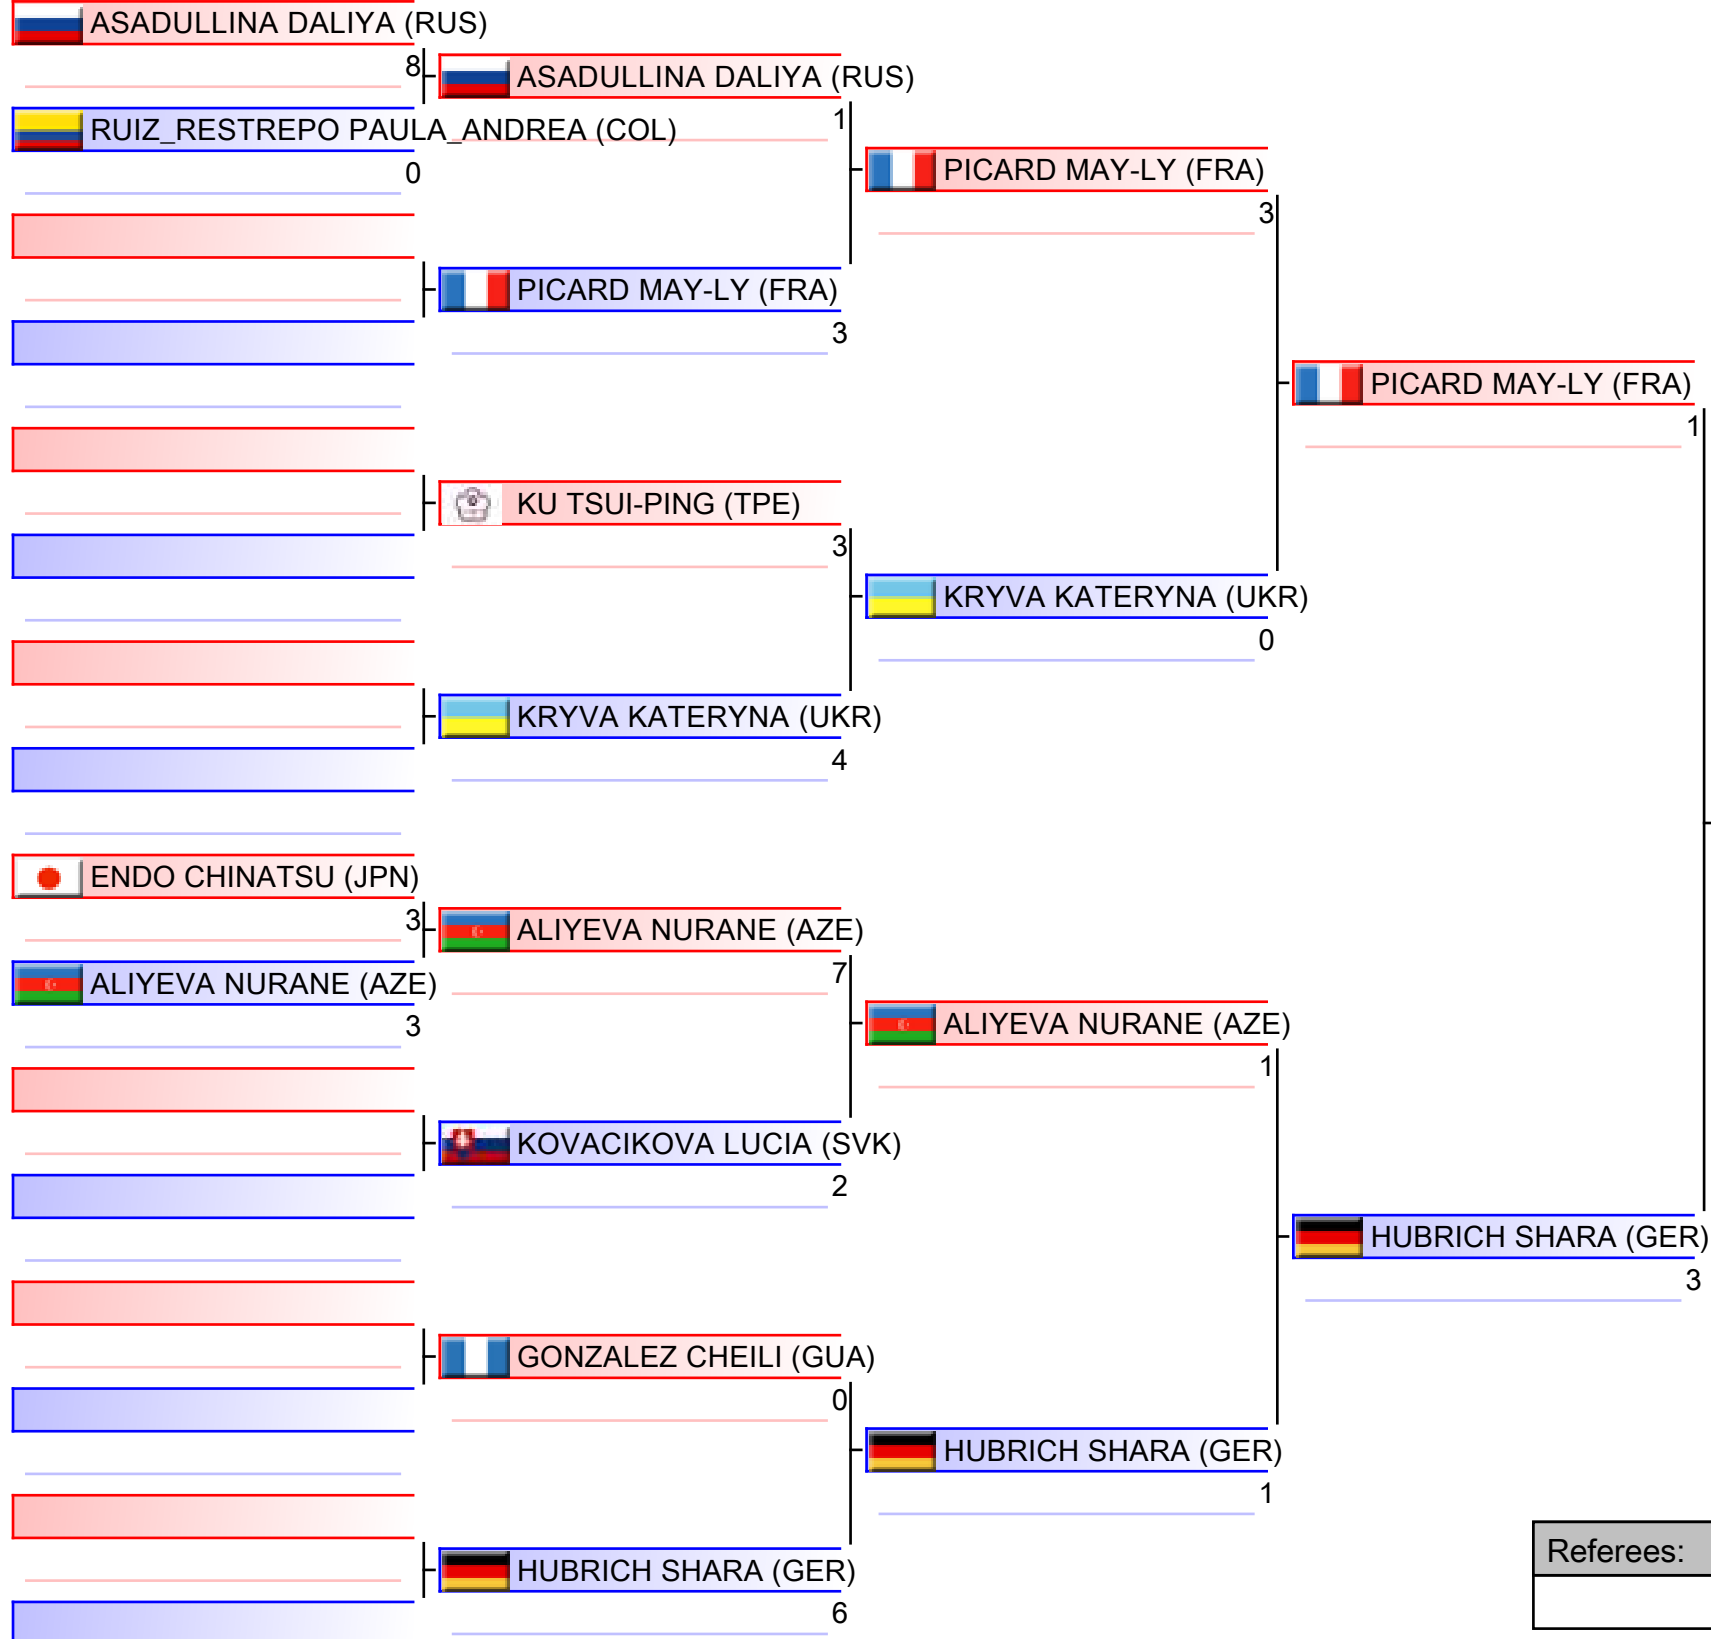 ASADULLINA DALIYA (RUS)
8
RUIZ_RESTREPO PAULA_ANDREA (COL)
0
ENDO CHINATSU (JPN)
3
ALIYEVA NURANE (AZE)
3
ASADULLINA DALIYA (RUS)
1
PICARD MAY-LY (FRA)
3
KU TSUI-PING (TPE)
3
KRYVA KATERYNA (UKR)
4
ALIYEVA NURANE (AZE)
7
KOVACIKOVA LUCIA (SVK)
2
GONZALEZ CHEILI (GUA)
0
HUBRICH SHARA (GER)
6
PICARD MAY-LY (FRA)
3
KRYVA KATERYNA (UKR)
0
ALIYEVA NURANE (AZE)
1
HUBRICH SHARA (GER)
1
PICARD MAY-LY (FRA)
1
HUBRICH SHARA (GER)
3
Referees: